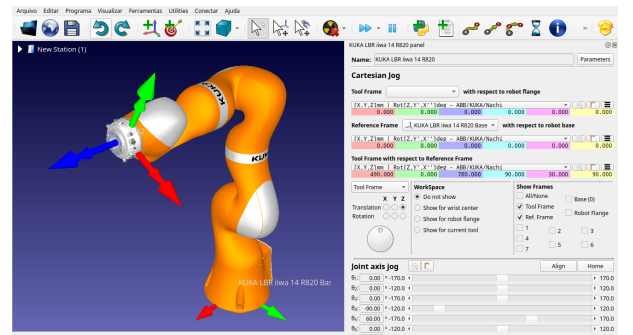 Arquivo Editar Programa Visualizar Ferramentas Utilities Conectar Ajuda
New Station (1)
KUKA LBR iiwa 14 R820 Bas
KUKA LBR iiwa 14 R820 panel
Name: KUKA LBR iiwa 14 R820 Parameters
Cartesian Jog
Tool Frame with respect to robot flange
[X,Y,Z]mm | Rot[Z,Y',X'']deg - ABB/KUKA/Nachi
0.000 0.000 0.000 0.000 0.000 0.000
Reference Frame KUKA LBR iiwa 14 R820 Base with respect to robot base
[X,Y,Z]mm | Rot[Z,Y',X'']deg - ABB/KUKA/Nachi
0.000 0.000 0.000 0.000 0.000 0.000
Tool Frame with respect to Reference Frame
[X,Y,Z]mm | Rot[Z,Y',X'']deg - ABB/KUKA/Nachi
490.000 0.000 780.000 90.000 30.000 90.000
Tool Frame
X Y Z
Translation
Rotation
WorkSpace
Do not show
Show for wrist center
Show for robot flange
Show for current tool
Show Frames
All/None
Base (0)
Tool Frame
Robot Flange
Ref. Frame
1 2 3
4 5 6
7
Joint axis jog Align Home
θ₁: 0.00 ° -170.0 170.0
θ₂: 0.00 ° -120.0 120.0
θ₃: 0.00 ° -170.0 170.0
θ₄: -90.00 ° -120.0 120.0
θ₅: 60.00 ° -170.0 170.0
θ₆: 0.00 ° -120.0 120.0